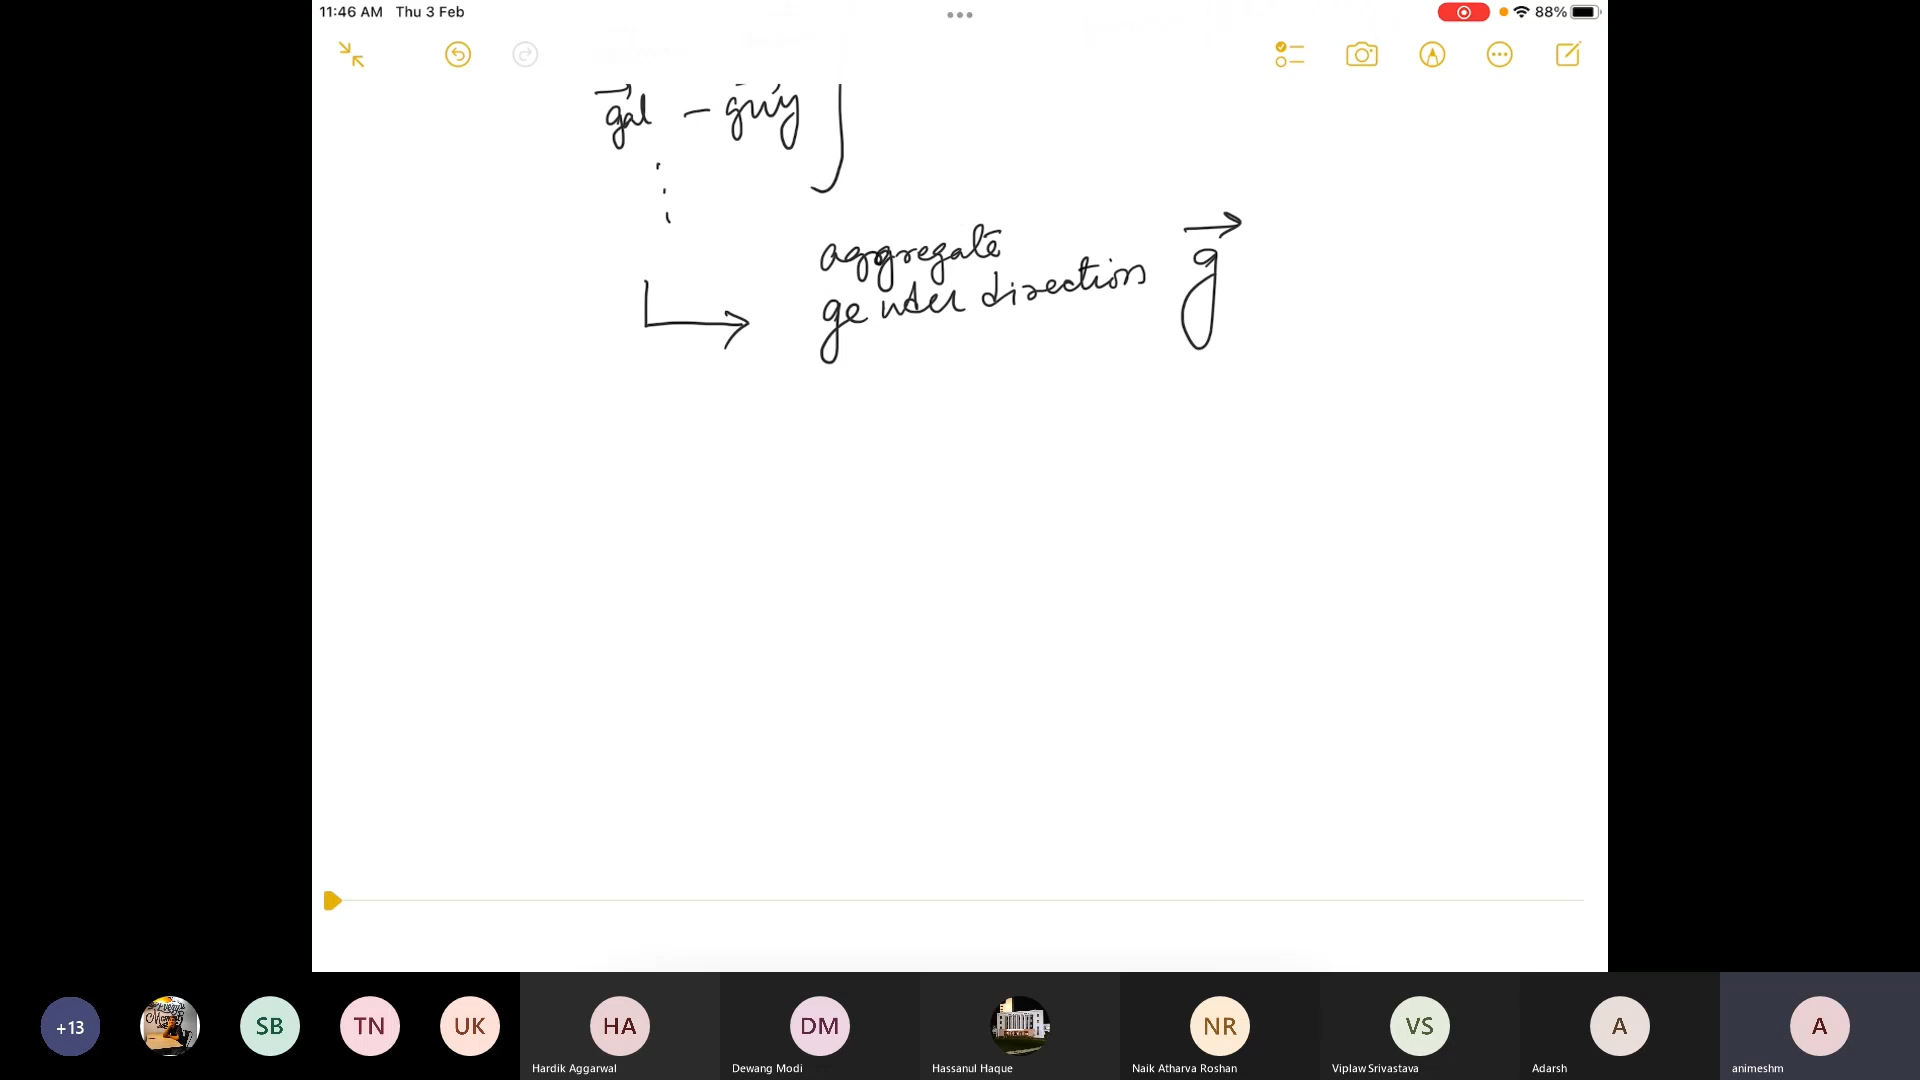 11:46 AM Thu 3 Feb
88%
gal - guy
aggregate
gender direction g
+13
SB
TN
UK
HA
DM
NR
VS
A
A
Hardik Aggarwal
Dewang Modi
Hassanul Haque
Naik Atharva Roshan
Viplaw Srivastava
Adarsh
animeshm